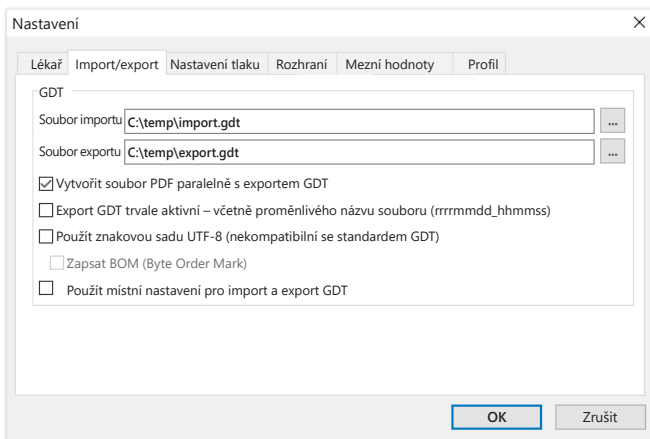 Nastavení
Lékař Import/export Nastavení tlaku Rozhraní Mezní hodnoty Profil
GDT
Soubor importu C:\temp\import.gdt ...
Soubor exportu C:\temp\export.gdt ...
Vytvořit soubor PDF paralelně s exportem GDT
Export GDT trvale aktivní – včetně proměnlivého názvu souboru (rrrrmmdd_hhmmss)
Použít znakovou sadu UTF-8 (nekompatibilní se standardem GDT)
Zapsat BOM (Byte Order Mark)
Použít místní nastavení pro import a export GDT
OK Zrušit